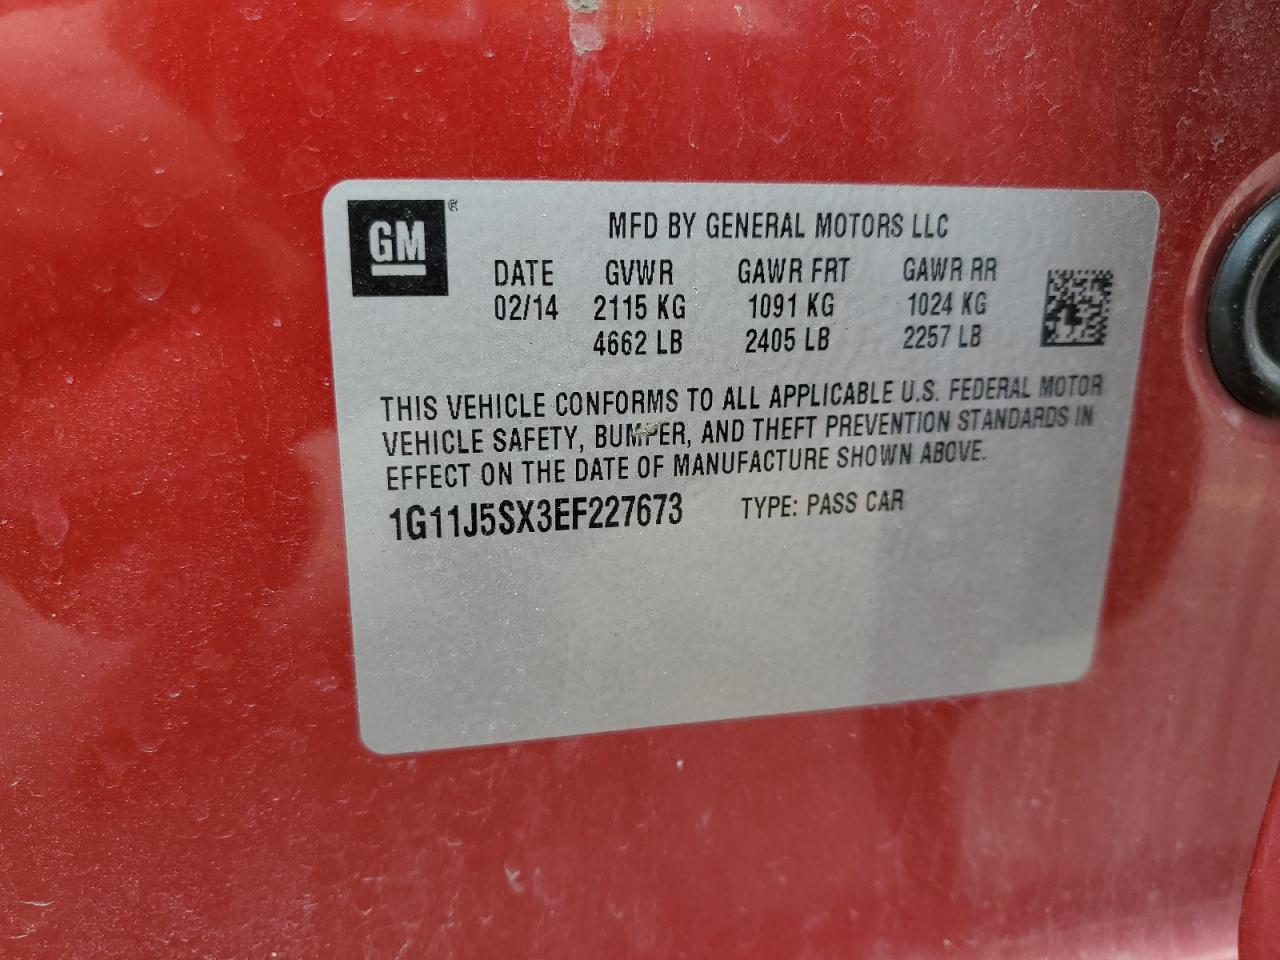 GM®
MFD BY GENERAL MOTORS LLC
DATE GVWR GAWR FRT GAWR RR
02/14 2115 KG 1091 KG 1024 KG
4662 LB 2405 LB 2257 LB
THIS VEHICLE CONFORMS TO ALL APPLICABLE U.S. FEDERAL MOTOR
VEHICLE SAFETY, BUMPER, AND THEFT PREVENTION STANDARDS IN
EFFECT ON THE DATE OF MANUFACTURE SHOWN ABOVE.
1G11J5SX3EF227673 TYPE: PASS CAR